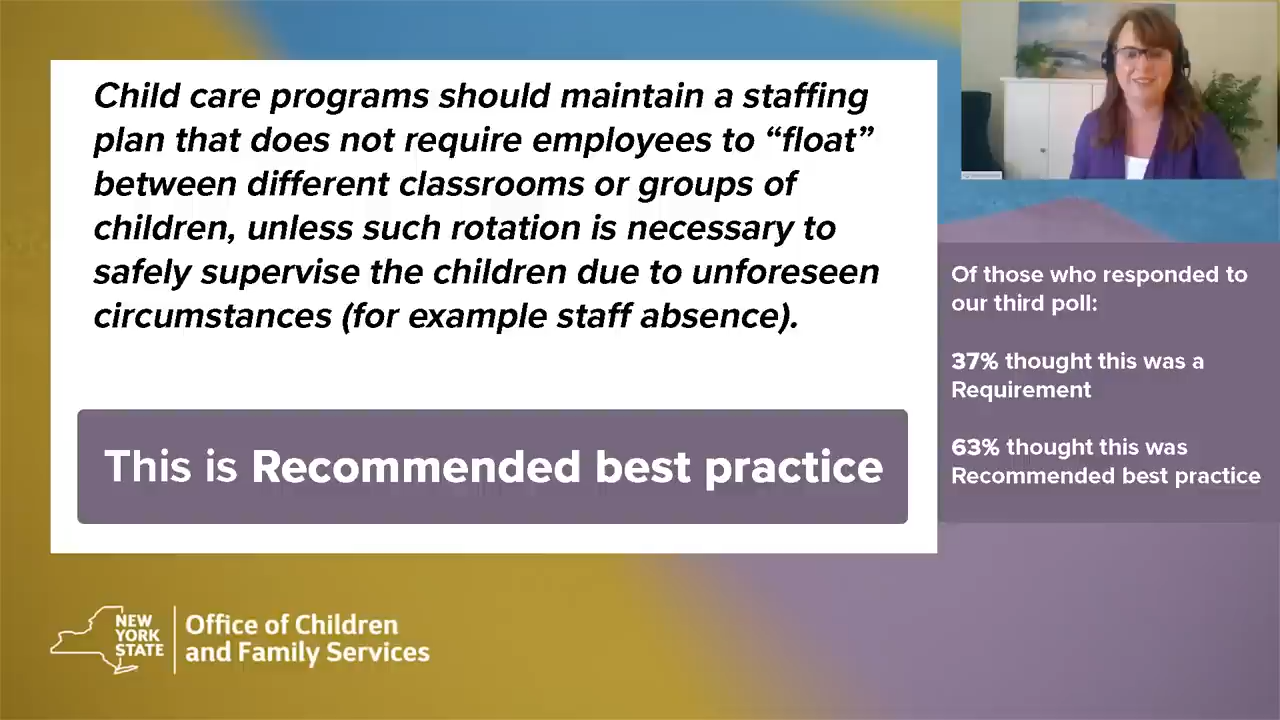 Child care programs should maintain a staffing
plan that does not require employees to “float”
between different classrooms or groups of
children, unless such rotation is necessary to
safely supervise the children due to unforeseen
circumstances (for example staff absence).
This is Recommended best practice
Of those who responded to
our third poll:
37% thought this was a
Requirement
63% thought this was
Recommended best practice
NEW
YORK
STATE
Office of Children
and Family Services